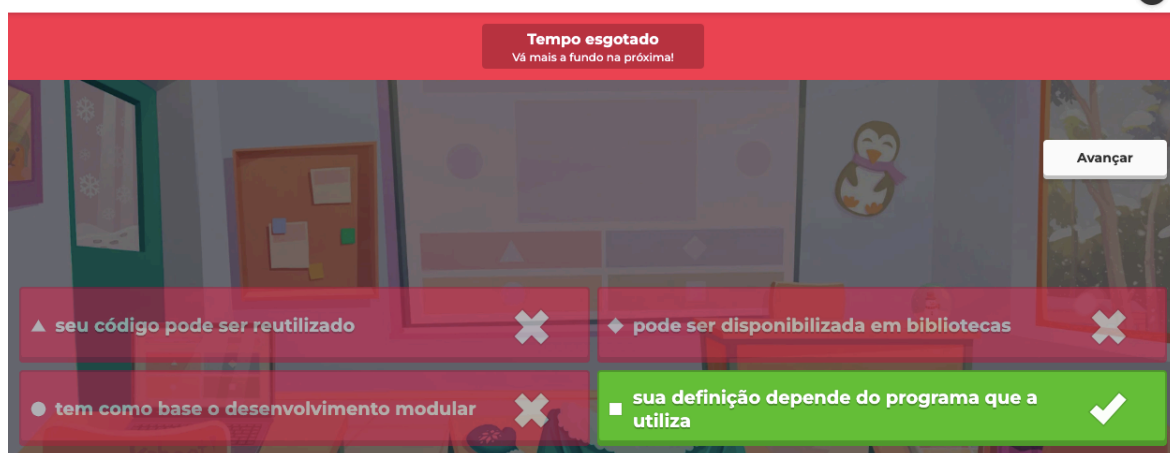 Tempo esgotado
Vá mais a fundo na próxima!
Avançar
seu código pode ser reutilizado
pode ser disponibilizada em bibliotecas
tem como base o desenvolvimento modular
sua definição depende do programa que a
utiliza